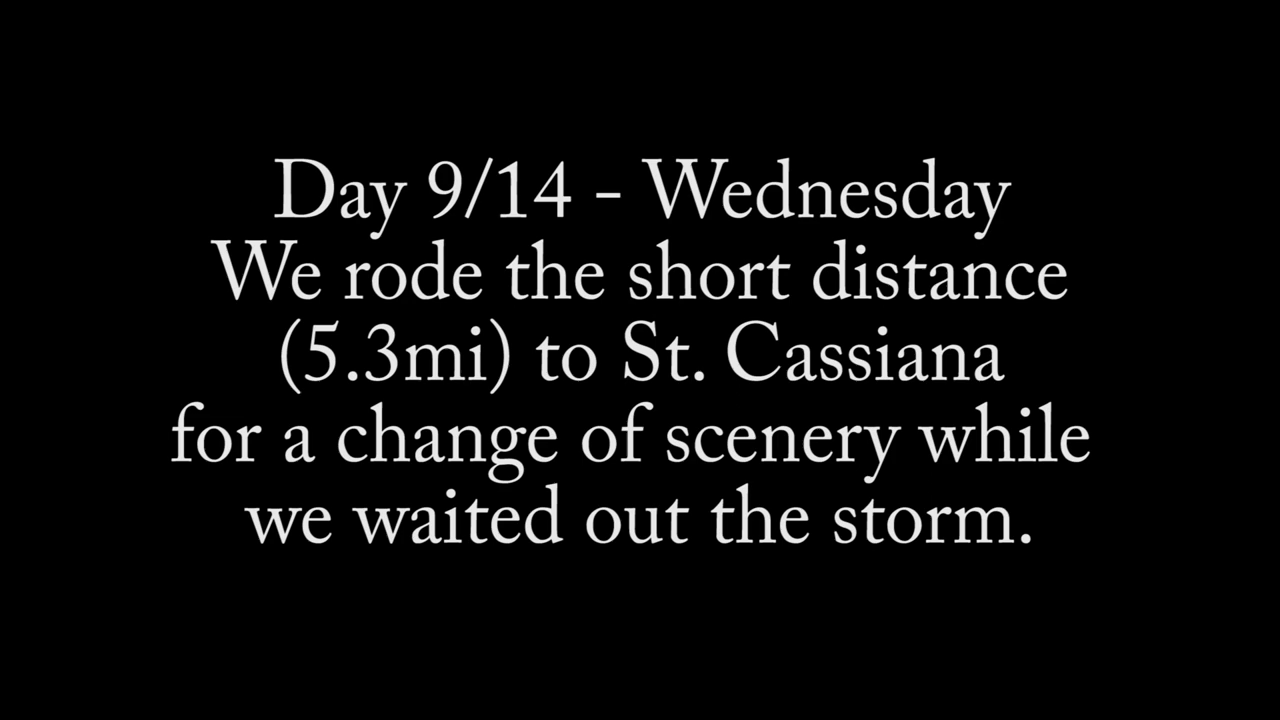 Day 9/14 - Wednesday
We rode the short distance
(5.3mi) to St. Cassiana
for a change of scenery while
we waited out the storm.